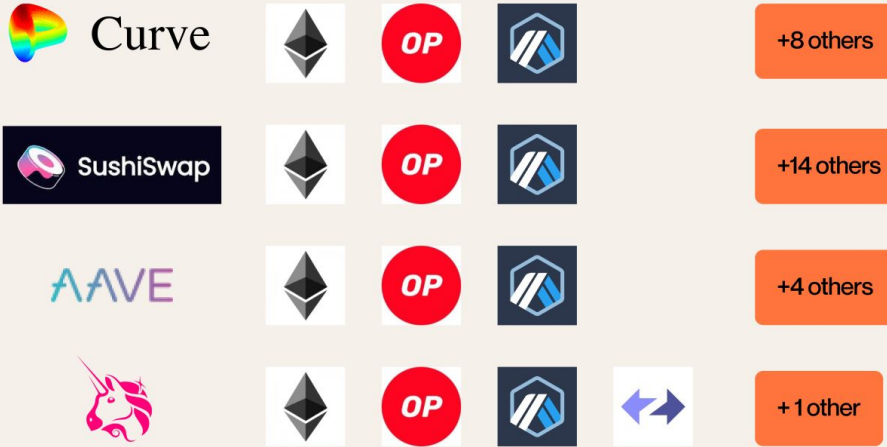 Curve OP +8 others
SushiSwap OP +14 others
AAVE OP +4 others
OP + 1 other